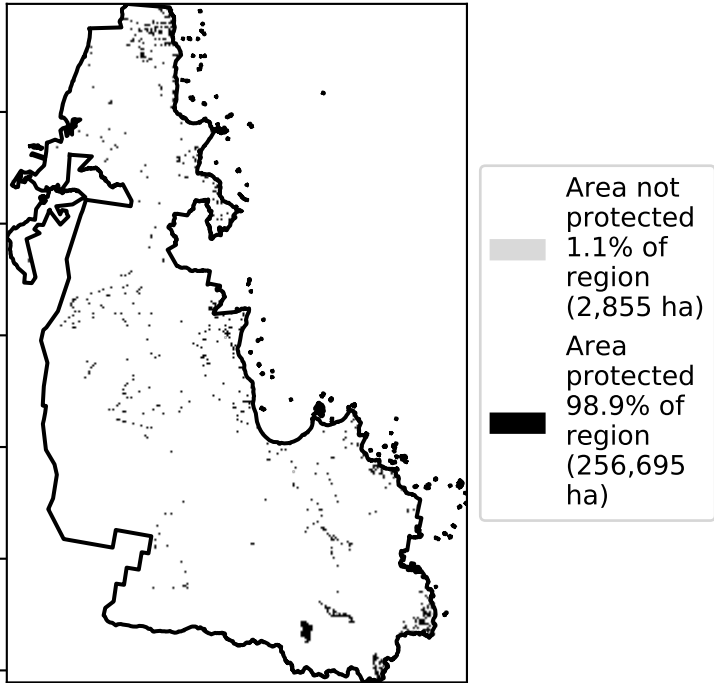 Area not
protected
1.1% of
region
(2,855 ha)
Area
protected
98.9% of
region
(256,695
ha)